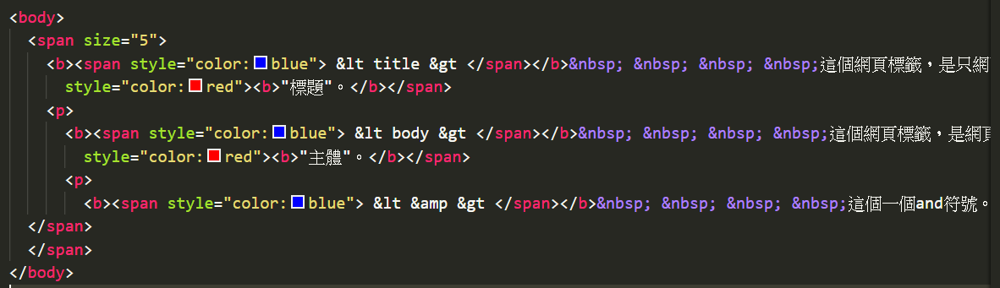 <body>
<span size="5">
<b><span style="color:blue"> &lt title &gt </span></b>&nbsp; &nbsp; &nbsp; &nbsp;這個網頁標籤，是只網
style="color:red"><b>"標題"。</b></span>
<p>
<b><span style="color:blue"> &lt body &gt </span></b>&nbsp; &nbsp; &nbsp; &nbsp;這個網頁標籤，是網
style="color:red"><b>"主體"。</b></span>
<p>
<b><span style="color:blue"> &lt &amp &gt </span></b>&nbsp; &nbsp; &nbsp; &nbsp;這個一個and符號。
</span>
</span>
</body>